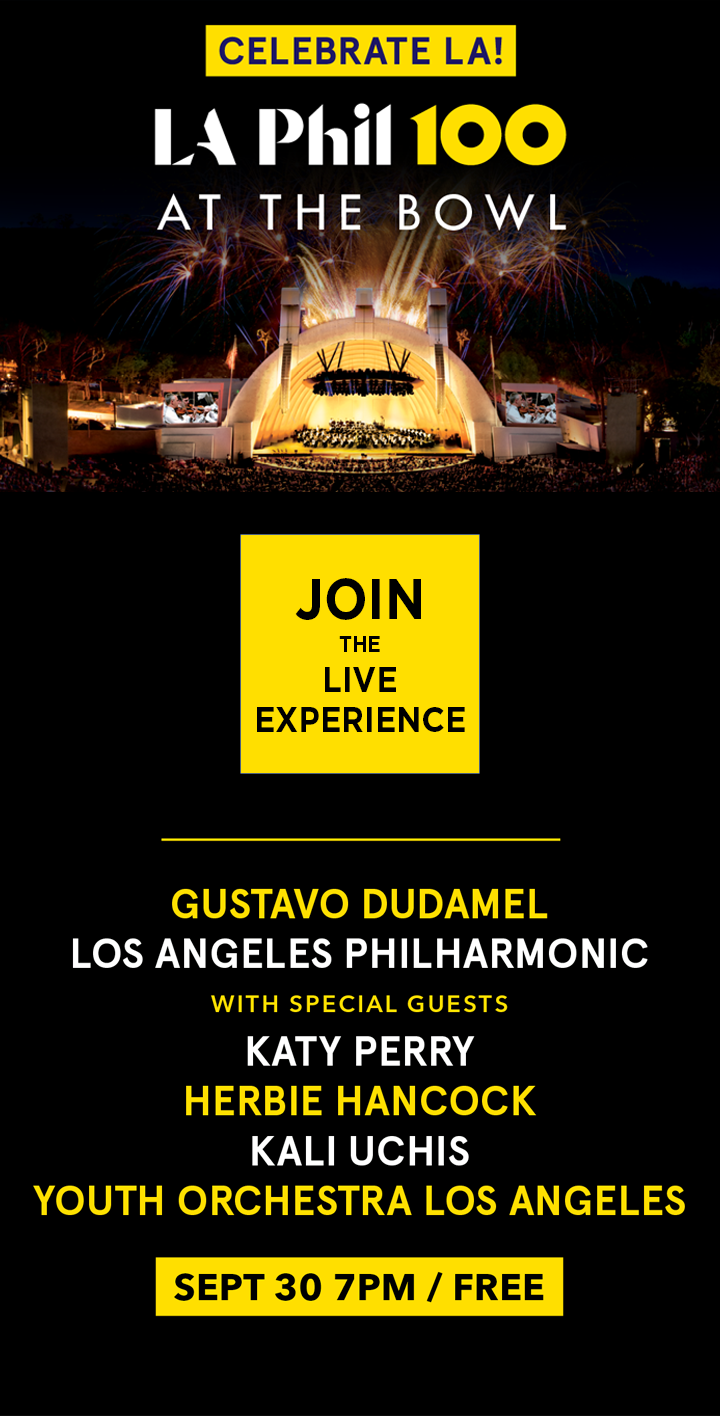 CELEBRATE LA!
LA Phil 100
AT THE BOWL
JOIN
THE
LIVE
EXPERIENCE
GUSTAVO DUDAMEL
LOS ANGELES PHILHARMONIC
WITH SPECIAL GUESTS
KATY PERRY
HERBIE HANCOCK
KALI UCHIS
YOUTH ORCHESTRA LOS ANGELES
SEPT 30 7PM / FREE